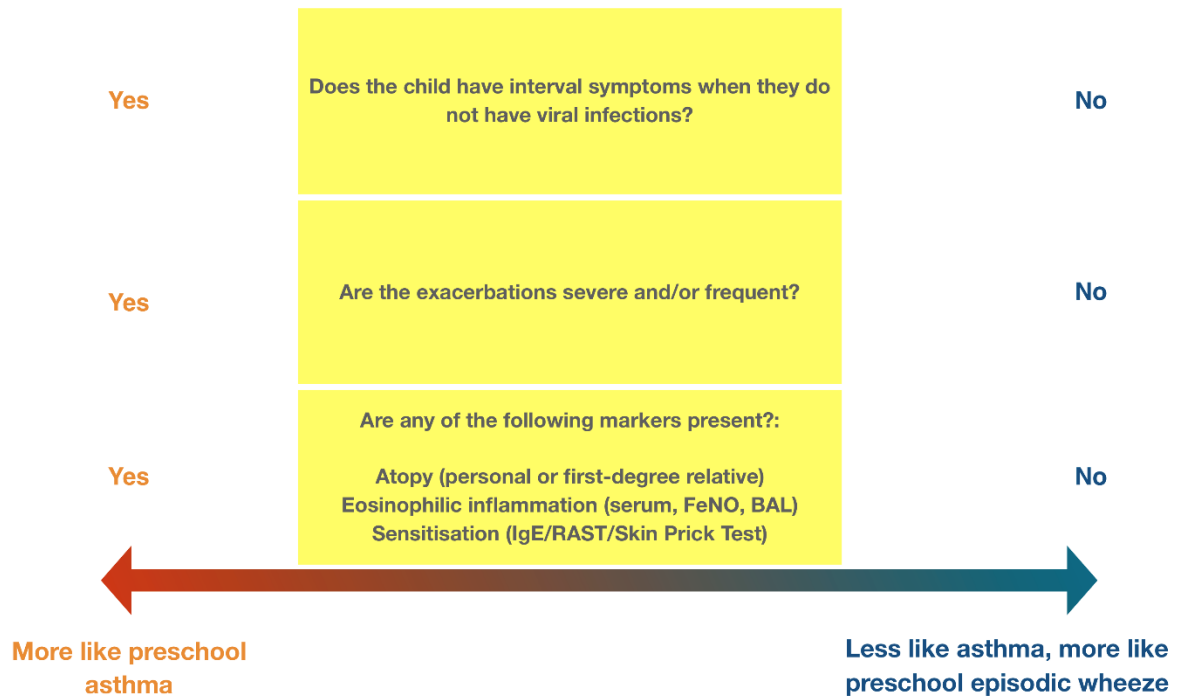 Does the child have interval symptoms when they do
not have viral infections?
Yes
No
Are the exacerbations severe and/or frequent?
Yes
No
Are any of the following markers present?:
Atopy (personal or first-degree relative)
Eosinophilic inflammation (serum, FeNO, BAL)
Sensitisation (IgE/RAST/Skin Prick Test)
Yes
No
More like preschool
asthma
Less like asthma, more like
preschool episodic wheeze